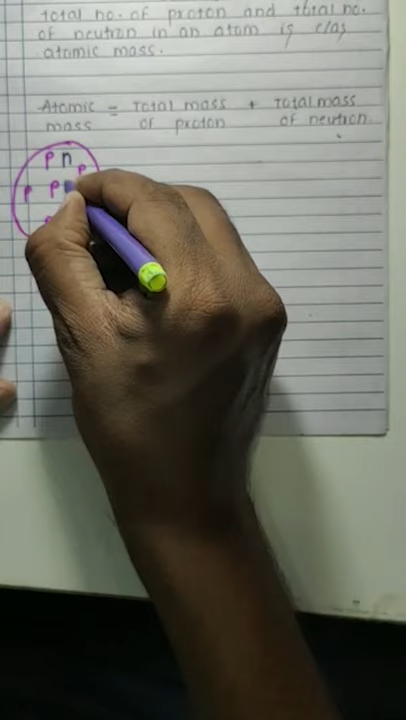 total no. of proton and total no.
of neutron in an atom is c/as
atomic mass.
Atomic = Total mass + Total mass
mass of proton of neutron
p n
p
p p